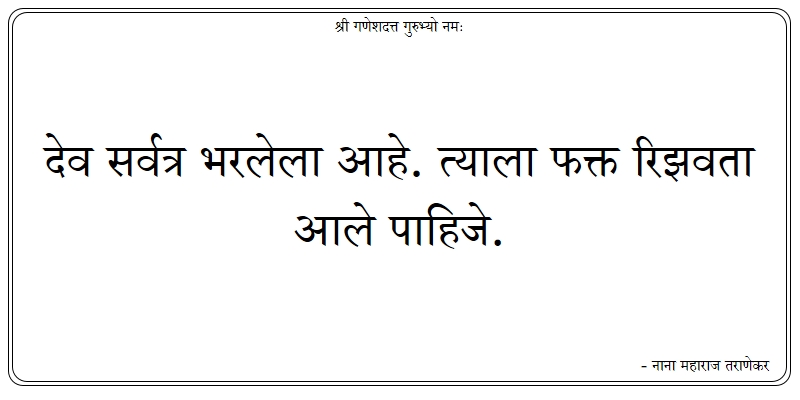 श्री गणेशदत्त गुरुभ्यो नमः
देव सर्वत्र भरलेला आहे. त्याला फक्त रिझवता
आले पाहिजे.
- नाना महाराज तराणेकर